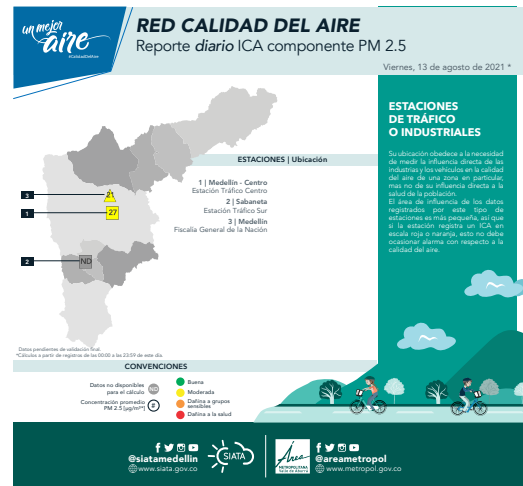 un mejor
aire
#CalidadDelAire
RED CALIDAD DEL AIRE
Reporte diario ICA componente PM 2.5
Viernes, 13 de agosto de 2021 *
ESTACIONES | Ubicación
1 | Medellín - Centro
Estación Tráfico Centro
2 | Sabaneta
Estación Tráfico Sur
3 | Medellín
Fiscalía General de la Nación
3
21
1
27
2
ND
ESTACIONES
DE TRÁFICO
O INDUSTRIALES
Su ubicación obedece a la necesidad
de medir la influencia directa de las
industrias y los vehículos en la calidad
del aire de una zona en particular,
mas no de su influencia directa a la
salud de la población.
El área de influencia de los datos
registrados por este tipo de
estaciones es más pequeña, así que
si la estación registra un ICA en
escala roja o naranja, esto no debe
ocasionar alarma con respecto a la
calidad del aire.
Datos pendientes de validación final.
*Cálculos a partir de registros de las 00:00 a las 23:59 de este día.
CONVENCIONES
Datos no disponibles
para el cálculo
ND
Concentración promedio
PM 2.5 [µg/m³*]
#
Buena
Moderada
Dañina a grupos
sensibles
Dañina a la salud
@siatamedellin
www.siata.gov.co
SIATA
Área
METROPOLITANA
Valle de Aburrá
@areametropol
www.metropol.gov.co